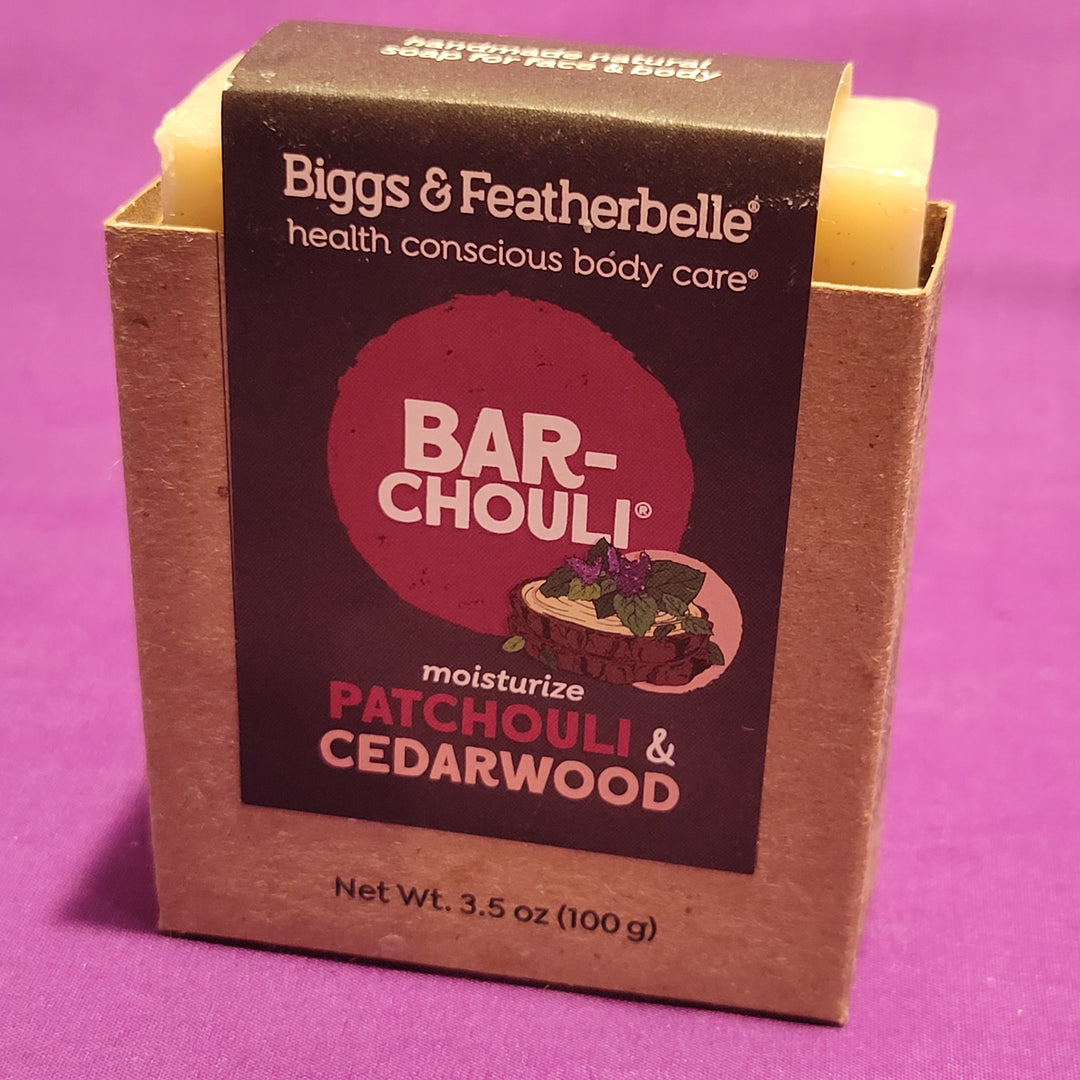 handmade natural
soap for face & body
Biggs & Featherbelle®
health conscious body care®
BAR-
CHOULI®
moisturize
PATCHOULI &
CEDARWOOD
Net Wt. 3.5 oz (100 g)